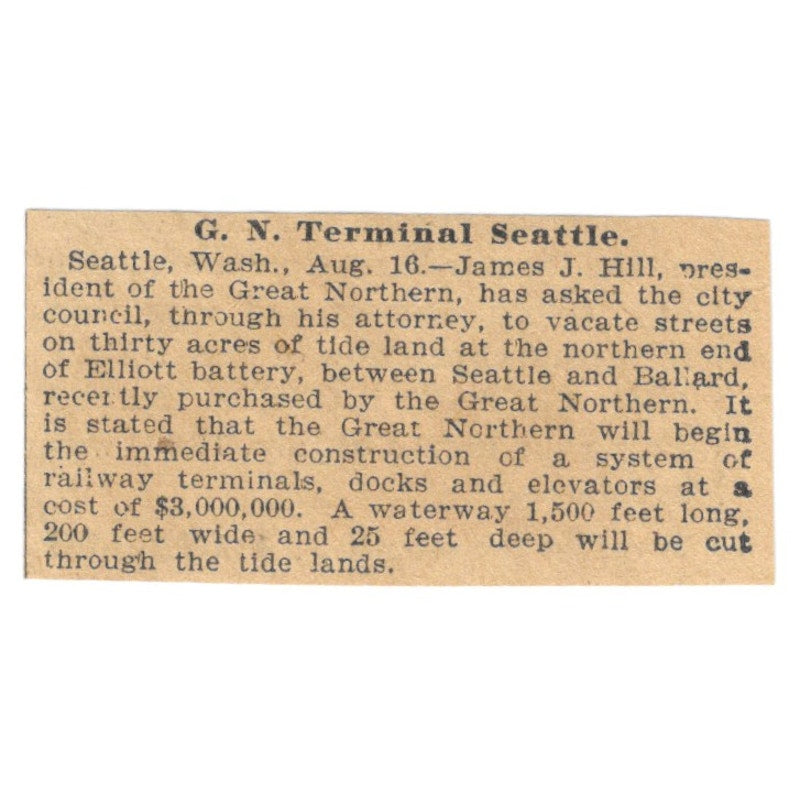 G. N. Terminal Seattle.
Seattle, Wash., Aug. 16.—James J. Hill, pres-
ident of the Great Northern, has asked the city
council, through his attorney, to vacate streets
on thirty acres of tide land at the northern end
of Elliott battery, between Seattle and Ballard,
recently purchased by the Great Northern. It
is stated that the Great Northern will begin
the immediate construction of a system of
railway terminals, docks and elevators at a
cost of $3,000,000. A waterway 1,500 feet long,
200 feet wide and 25 feet deep will be cut
through the tide lands.